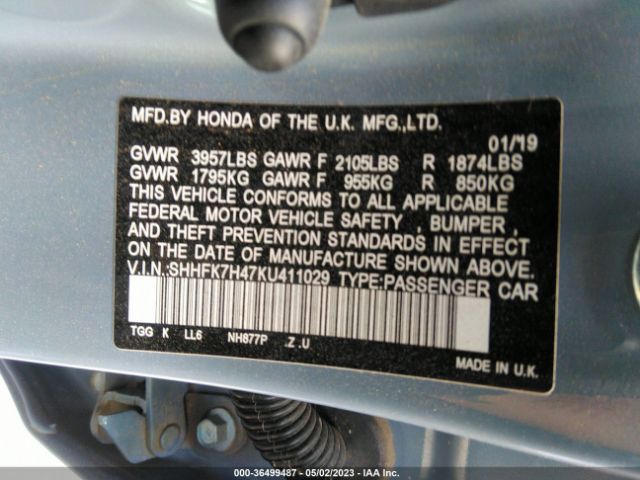 MFD.BY HONDA OF THE U.K. MFG.,LTD.
01/19
GVWR 3957LBS GAWR F 2105LBS R 1874LBS
GVWR 1795KG GAWR F 955KG R 850KG
THIS VEHICLE CONFORMS TO ALL APPLICABLE
FEDERAL MOTOR VEHICLE SAFETY , BUMPER ,
AND THEFT PREVENTION STANDARDS IN EFFECT
ON THE DATE OF MANUFACTURE SHOWN ABOVE.
V.I.N.:SHHFK7H47KU411029 TYPE:PASSENGER CAR
TGG K LL6 NH877P .Z .U
MADE IN U.K.
000-36499487 - 05/02/2023 - IAA Inc.